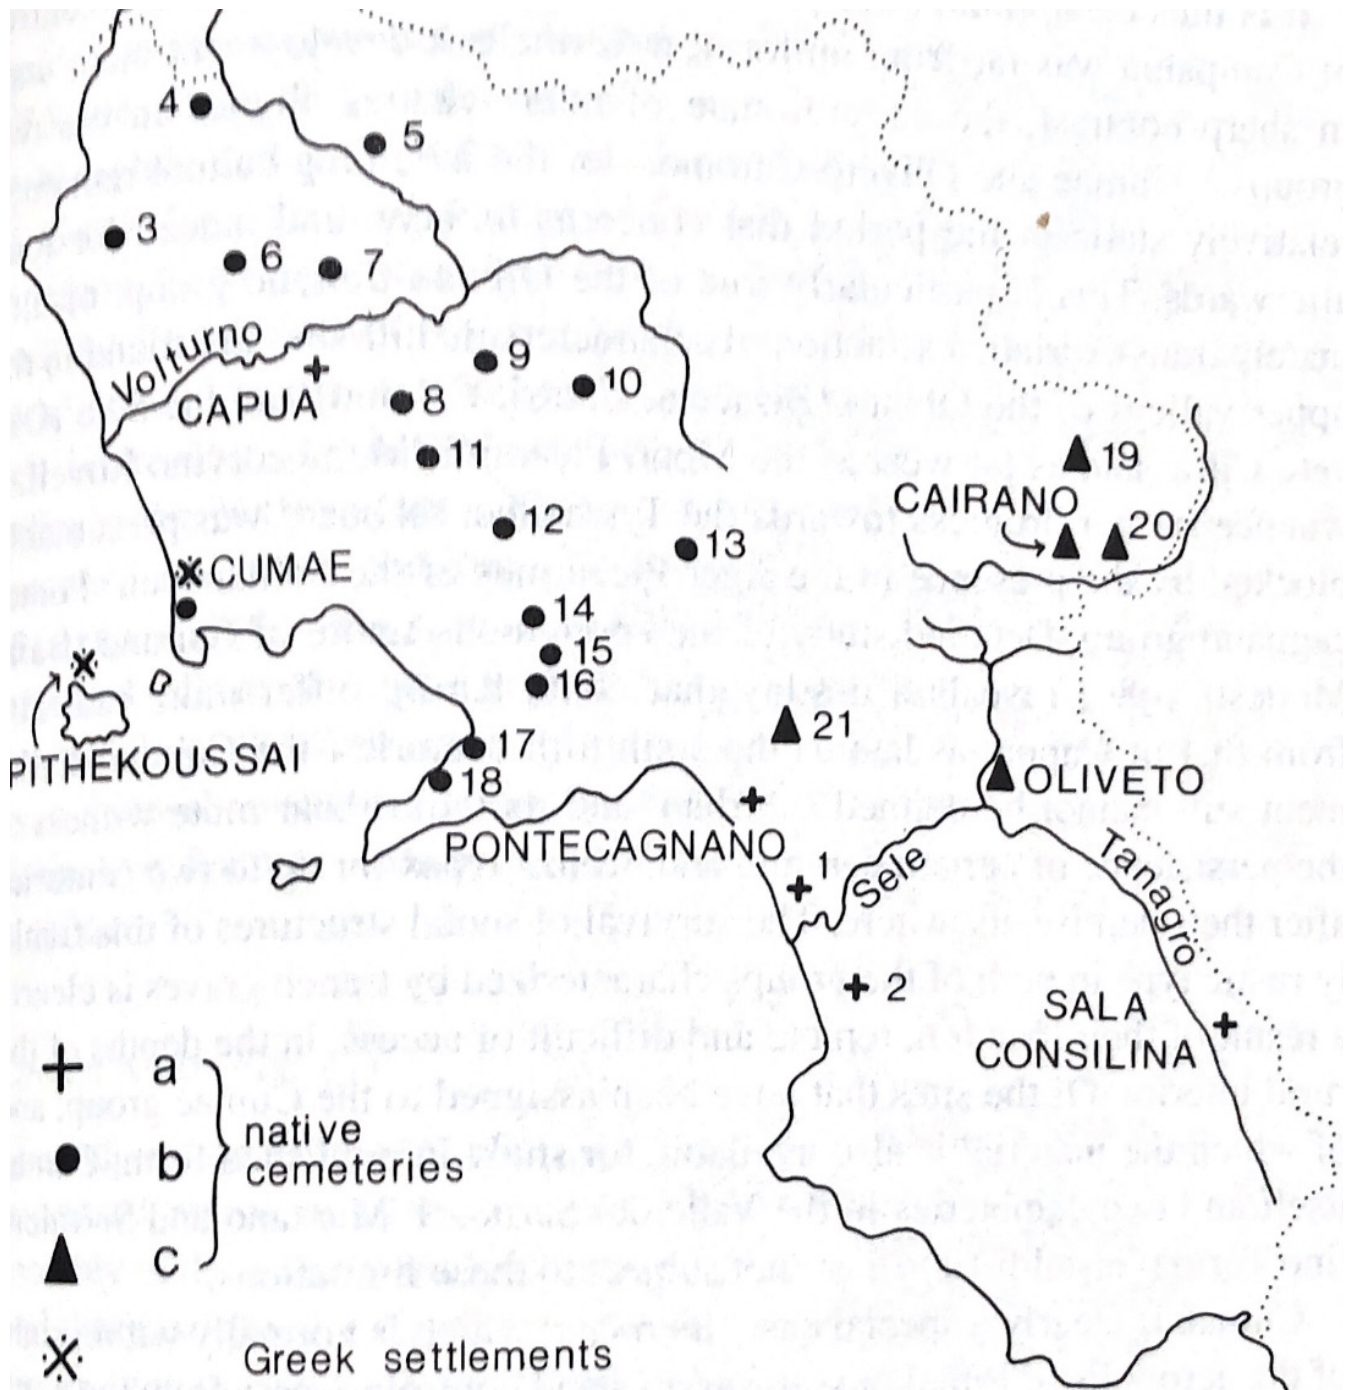 4
5
3
6
7
Volturno
9
CAPUA
8
10
11
19
CAIRANO
12
20
13
CUMAE
14
15
16
PITHEKOUSSAI
17
21
18
OLIVETO
PONTECAGNANO
1
Sele
Tanagro
2
SALA
CONSILINA
a
b
c
native
cemeteries
Greek settlements